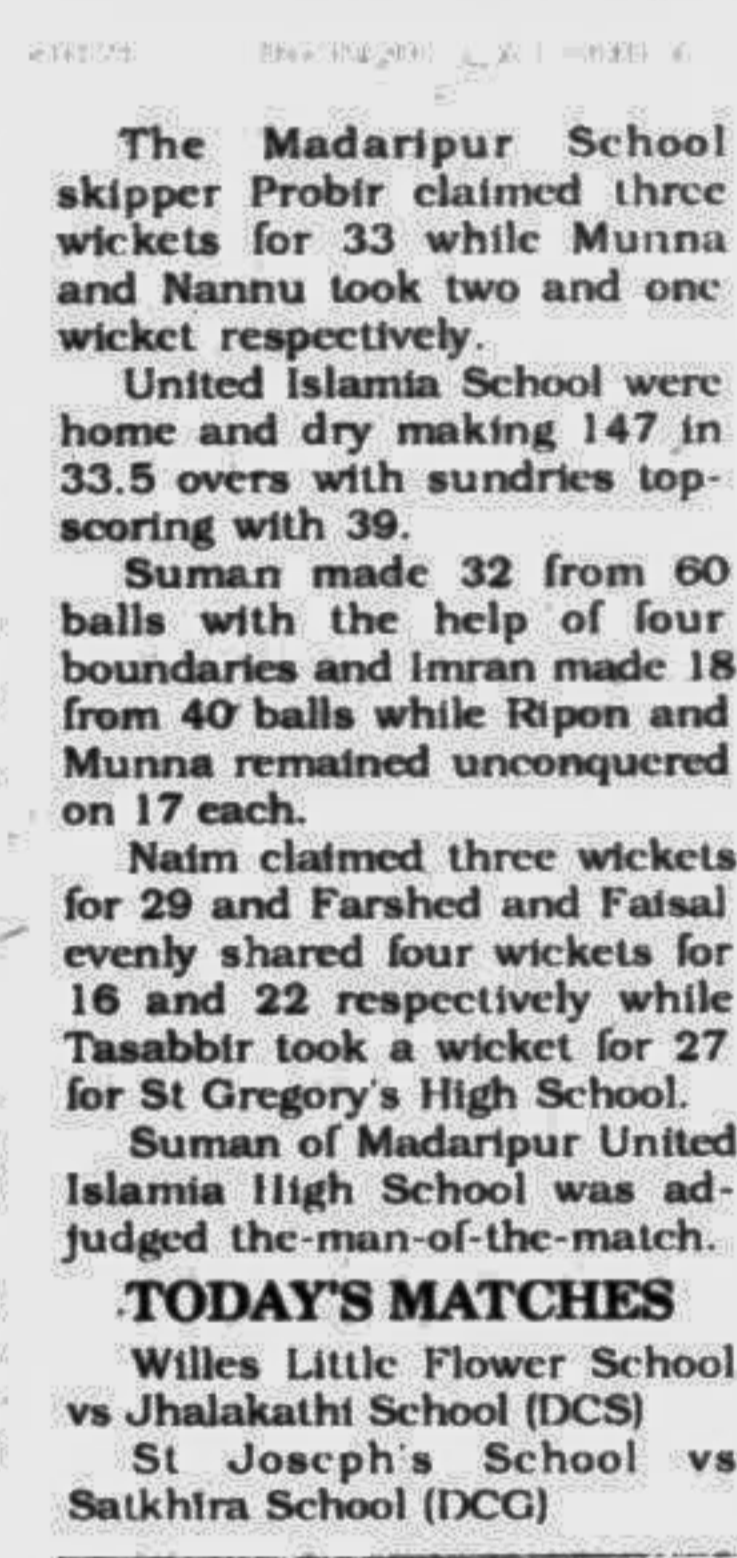 The Madaripur School
skipper Probir claimed three
wickets for 33 while Munna
and Nannu took two and one
wicket respectively.
United Islamia School were
home and dry making 147 in
33.5 overs with sundries top-
scoring with 39.
Suman made 32 from 60
balls with the help of four
boundaries and Imran made 18
from 40 balls while Ripon and
Munna remained unconquered
on 17 each.
Naim claimed three wickets
for 29 and Farshed and Faisal
evenly shared four wickets for
16 and 22 respectively while
Tasabbir took a wicket for 27
for St Gregory's High School.
Suman of Madaripur United
Islamia High School was ad-
judged the-man-of-the-match.
TODAY'S MATCHES
Willes Little Flower School
vs Jhalakathi School (DCS)
St Joseph's School vs
Satkhira School (DCG)